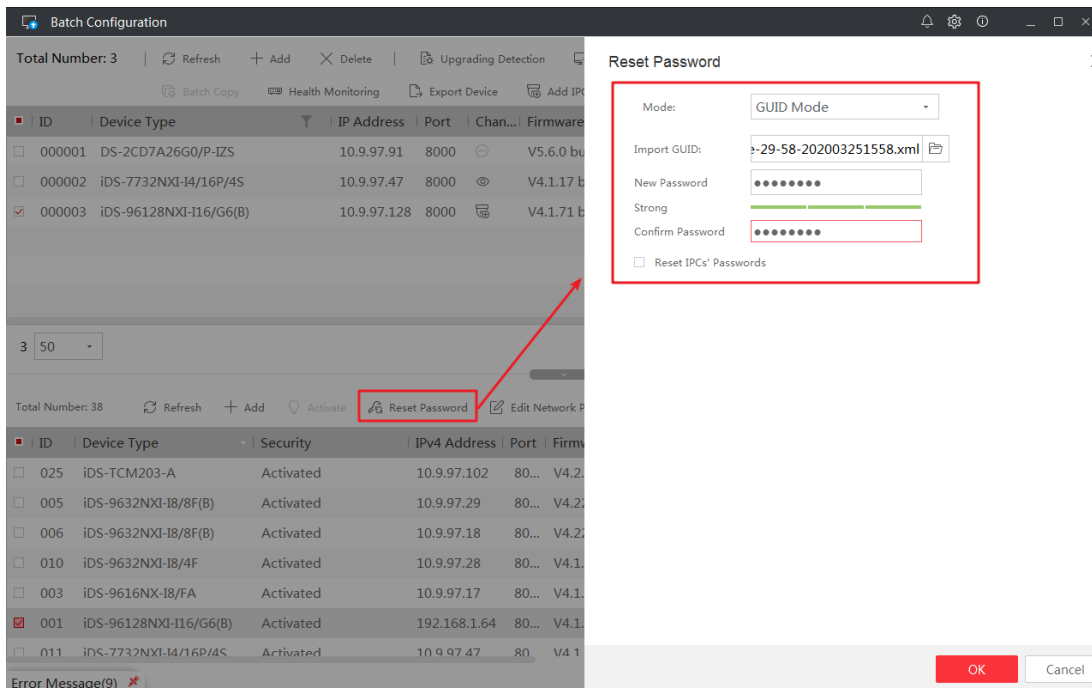 Batch Configuration
Total Number: 3 | Refresh Add Delete | Upgrading Detection
Batch Copy Health Monitoring Export Device Add IPC
ID Device Type IP Address Port Chan... Firmware
000001 DS-2CD7A26G0/P-IZS 10.9.97.91 8000 V5.6.0 bu
000002 iDS-7732NXI-I4/16P/4S 10.9.97.47 8000 V4.1.17 b
000003 iDS-96128NXI-I16/G6(B) 10.9.97.128 8000 V4.1.71 b
3 50
Total Number: 38 Refresh Add Activate Reset Password Edit Network P
ID Device Type Security IPv4 Address Port Firmw
025 iDS-TCM203-A Activated 10.9.97.102 80... V4.2.
005 iDS-9632NXI-I8/8F(B) Activated 10.9.97.29 80... V4.22
006 iDS-9632NXI-I8/8F(B) Activated 10.9.97.18 80... V4.22
010 iDS-9632NXI-I8/4F Activated 10.9.97.28 80... V4.1.
003 iDS-9616NX-I8/FA Activated 10.9.97.17 80... V4.1.
001 iDS-96128NXI-I16/G6(B) Activated 192.168.1.64 80... V4.1.
011 iDS-7732NXI-I4/16P/4S Activated 10.9.97.47 80 V4.1
Error Message(9)
Reset Password
Mode: GUID Mode
Import GUID: e-29-58-202003251558.xml
New Password ●●●●●●●●
Strong
Confirm Password ●●●●●●●●
Reset IPCs' Passwords
OK Cancel